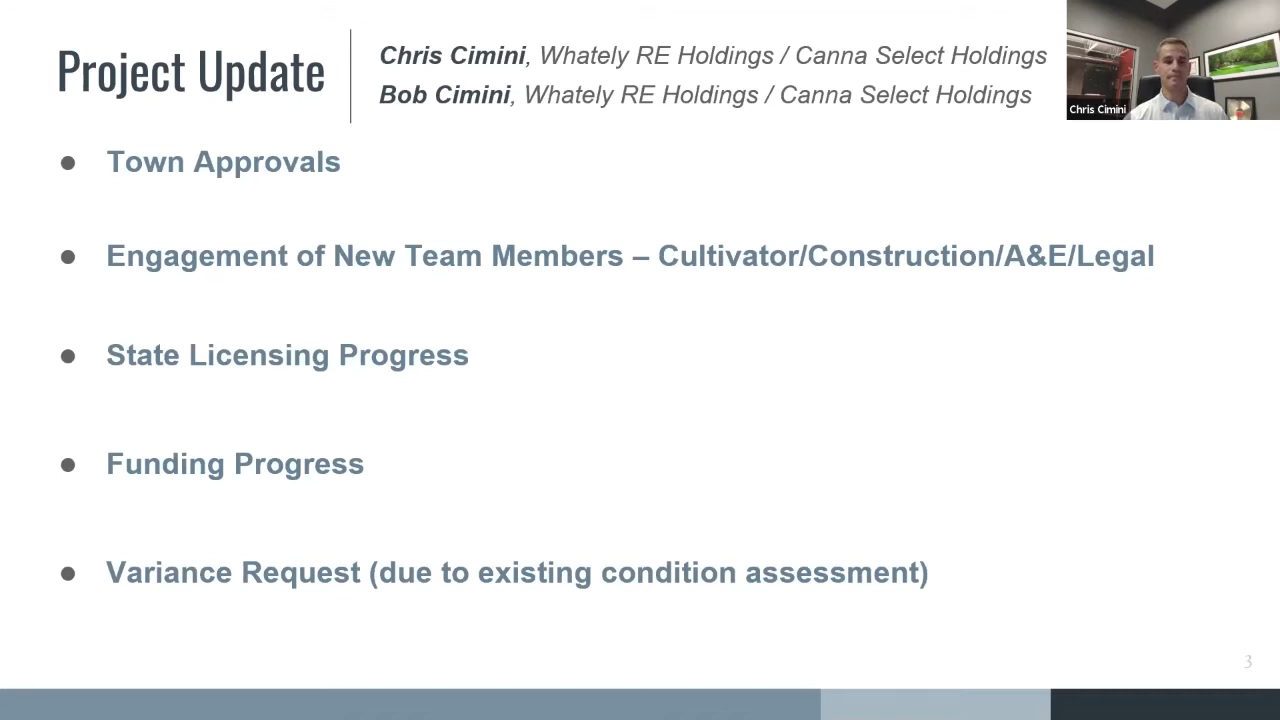 Project Update
Chris Cimini, Whately RE Holdings / Canna Select Holdings
Bob Cimini, Whately RE Holdings / Canna Select Holdings
Chris Cimini
● Town Approvals
● Engagement of New Team Members – Cultivator/Construction/A&E/Legal
● State Licensing Progress
● Funding Progress
● Variance Request (due to existing condition assessment)
3